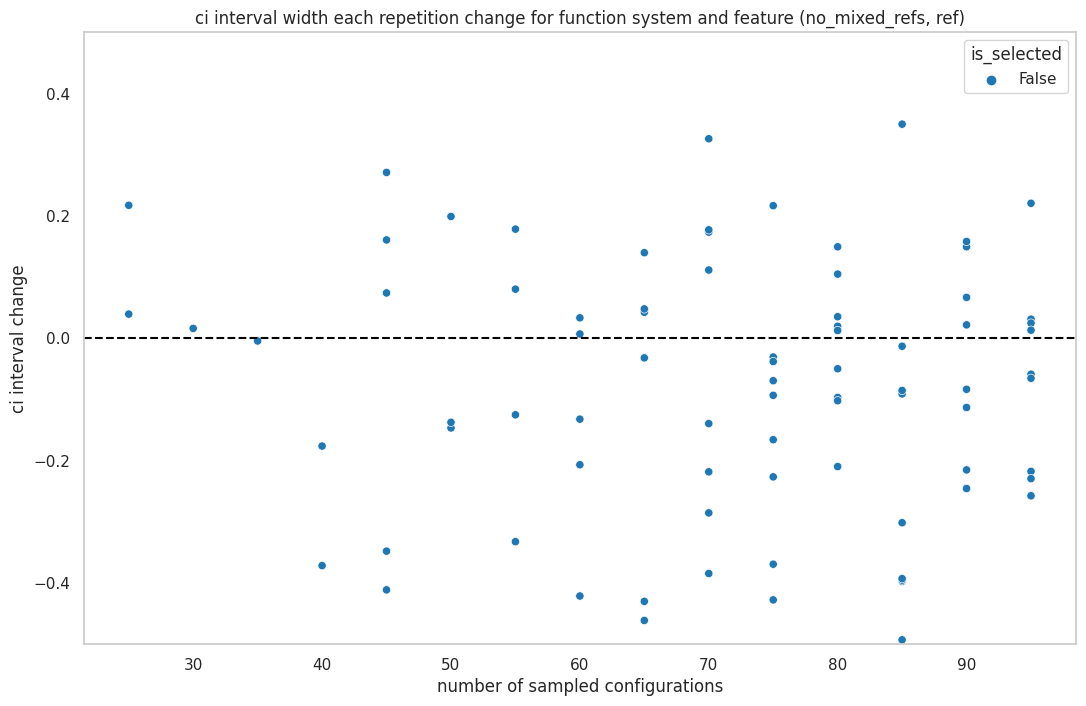 ci interval width each repetition change for function system and feature (no_mixed_refs, ref)
is_selected
False
ci interval change
0.4
0.2
0.0
−0.2
−0.4
30 40 50 60 70 80 90
number of sampled configurations